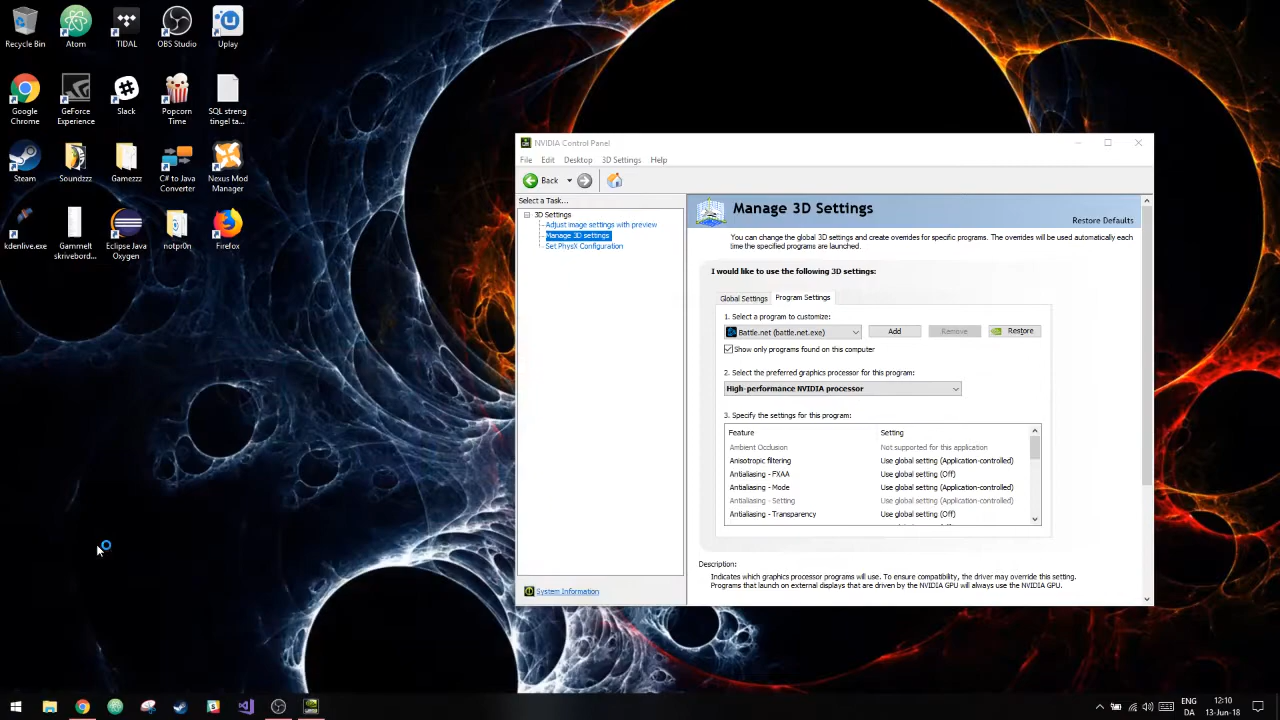 Recycle Bin
Atom
TIDAL
OBS Studio
Uplay
Google Chrome
GeForce Experience
Slack
Popcorn Time
SQL streng tingel ta...
Steam
Soundzzz
Gamezzz
C# to Java Converter
Nexus Mod Manager
kdenlive.exe
Gammelt skrivebord...
Eclipse Java Oxygen
notpr0n
Firefox
NVIDIA Control Panel
File Edit Desktop 3D Settings Help
Back
Select a Task...
3D Settings
Adjust image settings with preview
Manage 3D settings
Set PhysX Configuration
System Information
Manage 3D Settings
Restore Defaults
You can change the global 3D settings and create overrides for specific programs. The overrides will be used automatically each
time the specified programs are launched.
I would like to use the following 3D settings:
Global Settings Program Settings
1. Select a program to customize:
Battle.net (battle.net.exe) Add Remove Restore
Show only programs found on this computer
2. Select the preferred graphics processor for this program:
High-performance NVIDIA processor
3. Specify the settings for this program:
Feature Setting
Ambient Occlusion Not supported for this application
Anisotropic filtering Use global setting (Application-controlled)
Antialiasing - FXAA Use global setting (Off)
Antialiasing - Mode Use global setting (Application-controlled)
Antialiasing - Setting Use global setting (Application-controlled)
Antialiasing - Transparency Use global setting (Off)
Description:
Indicates which graphics processor programs will use. To ensure compatibility, the driver may override this setting.
Programs that launch on external displays that are driven by the NVIDIA GPU will always use the NVIDIA GPU.
ENG
DA
12:10
13-Jun-18